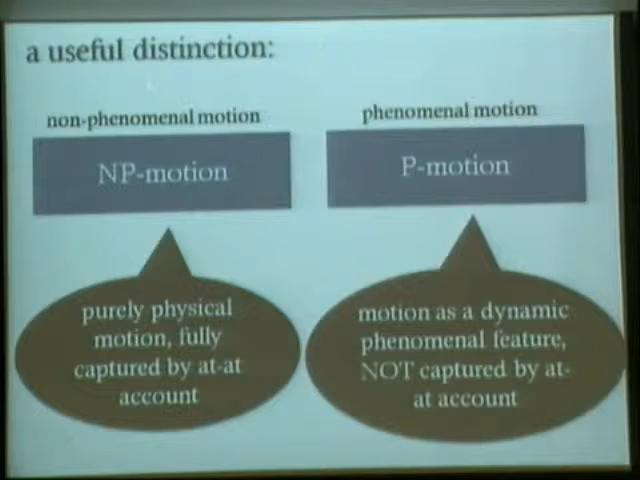 a useful distinction:
non-phenomenal motion
NP-motion
purely physical
motion, fully
captured by at-at
account
phenomenal motion
P-motion
motion as a dynamic
phenomenal feature,
NOT captured by at-
at account